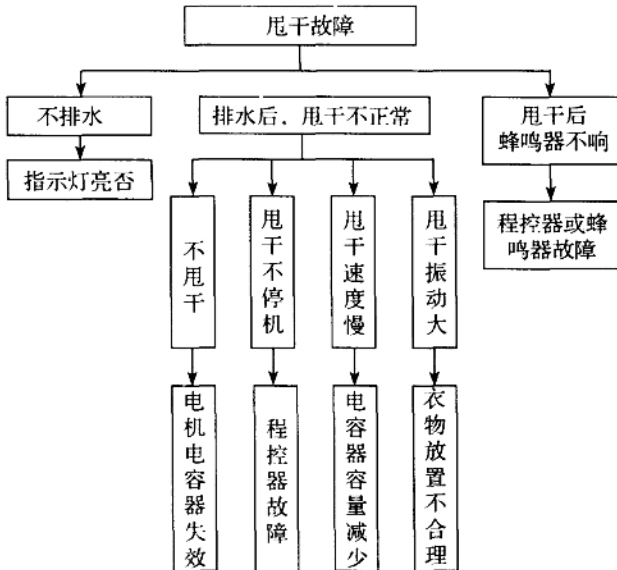 甩干故障
不排水
排水后，甩干不正常
甩干后
蜂鸣器不响
指示灯亮否
程控器或蜂
鸣器故障
不甩干
甩干不停机
甩干速度慢
甩干振动大
电机电容器失效
程控器故障
电容器容量减少
衣物放置不合理